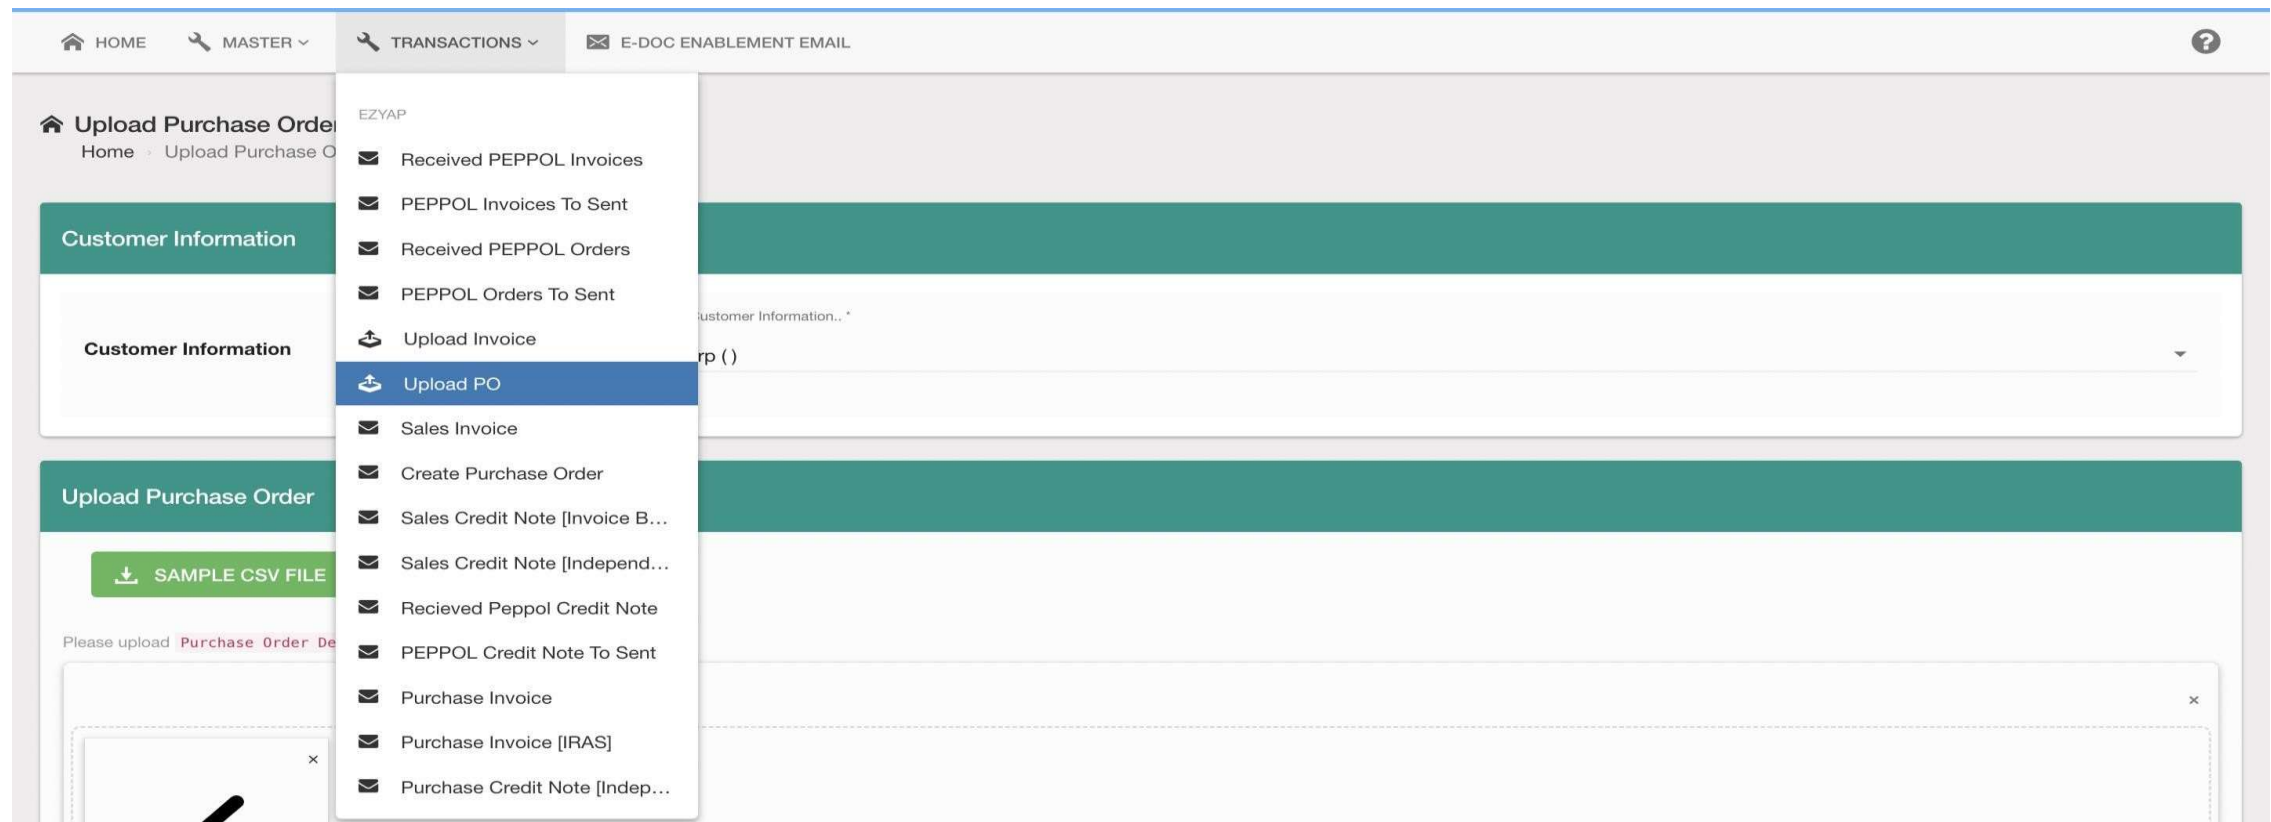 HOME MASTER TRANSACTIONS E-DOC ENABLEMENT EMAIL
Upload Purchase Order
Home Upload Purchase O
EZYAP
Received PEPPOL Invoices
PEPPOL Invoices To Sent
Received PEPPOL Orders
PEPPOL Orders To Sent
Upload Invoice
Upload PO
Sales Invoice
Create Purchase Order
Sales Credit Note [Invoice B...
Sales Credit Note [Independ...
Recieved Peppol Credit Note
PEPPOL Credit Note To Sent
Purchase Invoice
Purchase Invoice [IRAS]
Purchase Credit Note [Indep...
Customer Information
Customer Information
ustomer Information.. *
rp ( )
Upload Purchase Order
SAMPLE CSV FILE
Please upload Purchase Order De